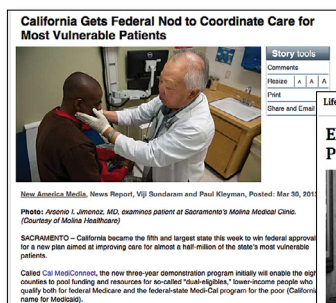 California Gets Federal Nod to Coordinate Care for
Most Vulnerable Patients
Story tools
Comments
Resize A A A
Print
Share and Email
New America Media, News Report, Viji Sundaram and Paul Kleyman, Posted: Mar 30,
Photo: Arsenio I. Jimenez, MD, examines patient at Sacramento's Molina Medical Clinic.
(Courtesy of Molina Healthcare)
SACRAMENTO – California became the fifth and largest state this week to win federal approval
for a new plan aimed at improving care for almost a half-million of the state's most vulnerable
patients.
Called Cal MediConnect, the new three-year demonstration program initially will enable the eigh
counties to pool funding and resources for so-called "dual-eligibles," lower-income people who
qualify both for federal Medicare and the federal-state Medi-Cal program for the poor (California
name for Medicaid).
Life
E
P